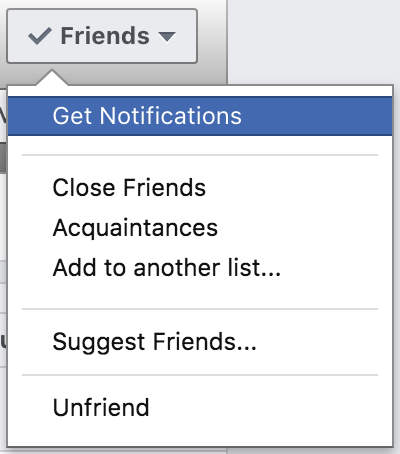 Friends
Get Notifications
Close Friends
Acquaintances
Add to another list...
Suggest Friends...
Unfriend